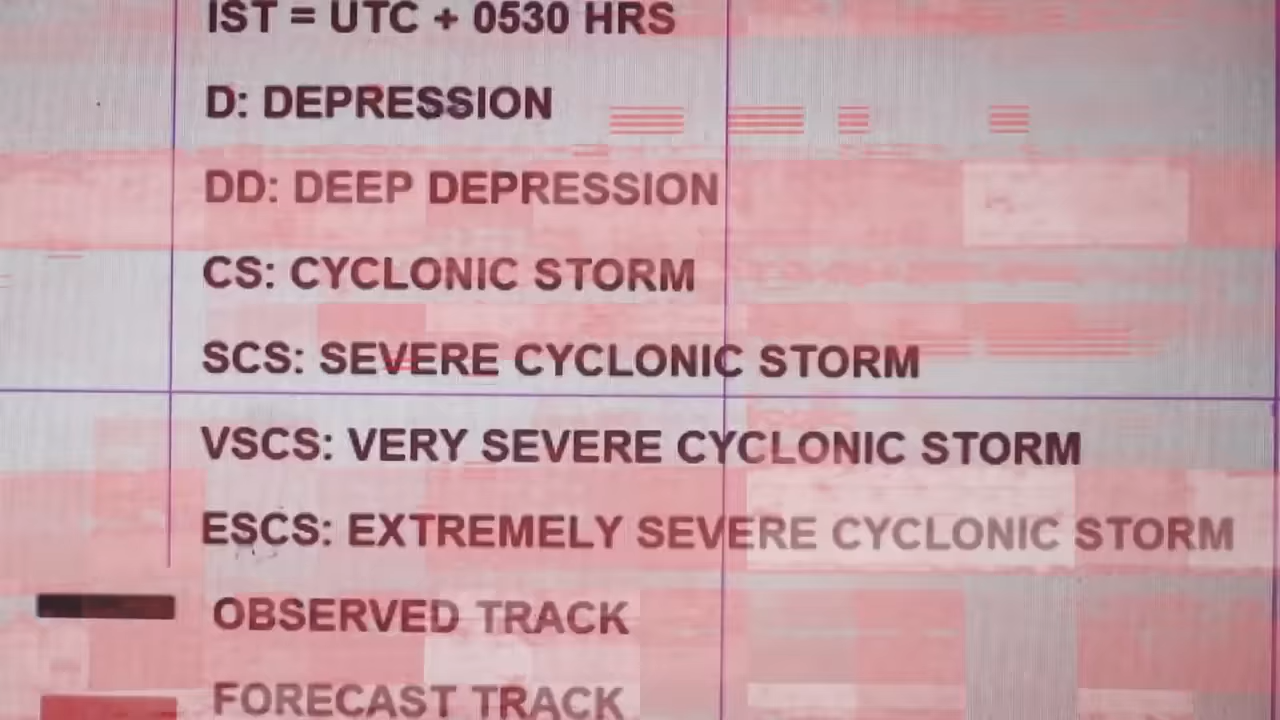 IST = UTC + 0530 HRS
D: DEPRESSION
DD: DEEP DEPRESSION
CS: CYCLONIC STORM
SCS: SEVERE CYCLONIC STORM
VSCS: VERY SEVERE CYCLONIC STORM
ESCS: EXTREMELY SEVERE CYCLONIC STORM
OBSERVED TRACK
FORECAST TRACK